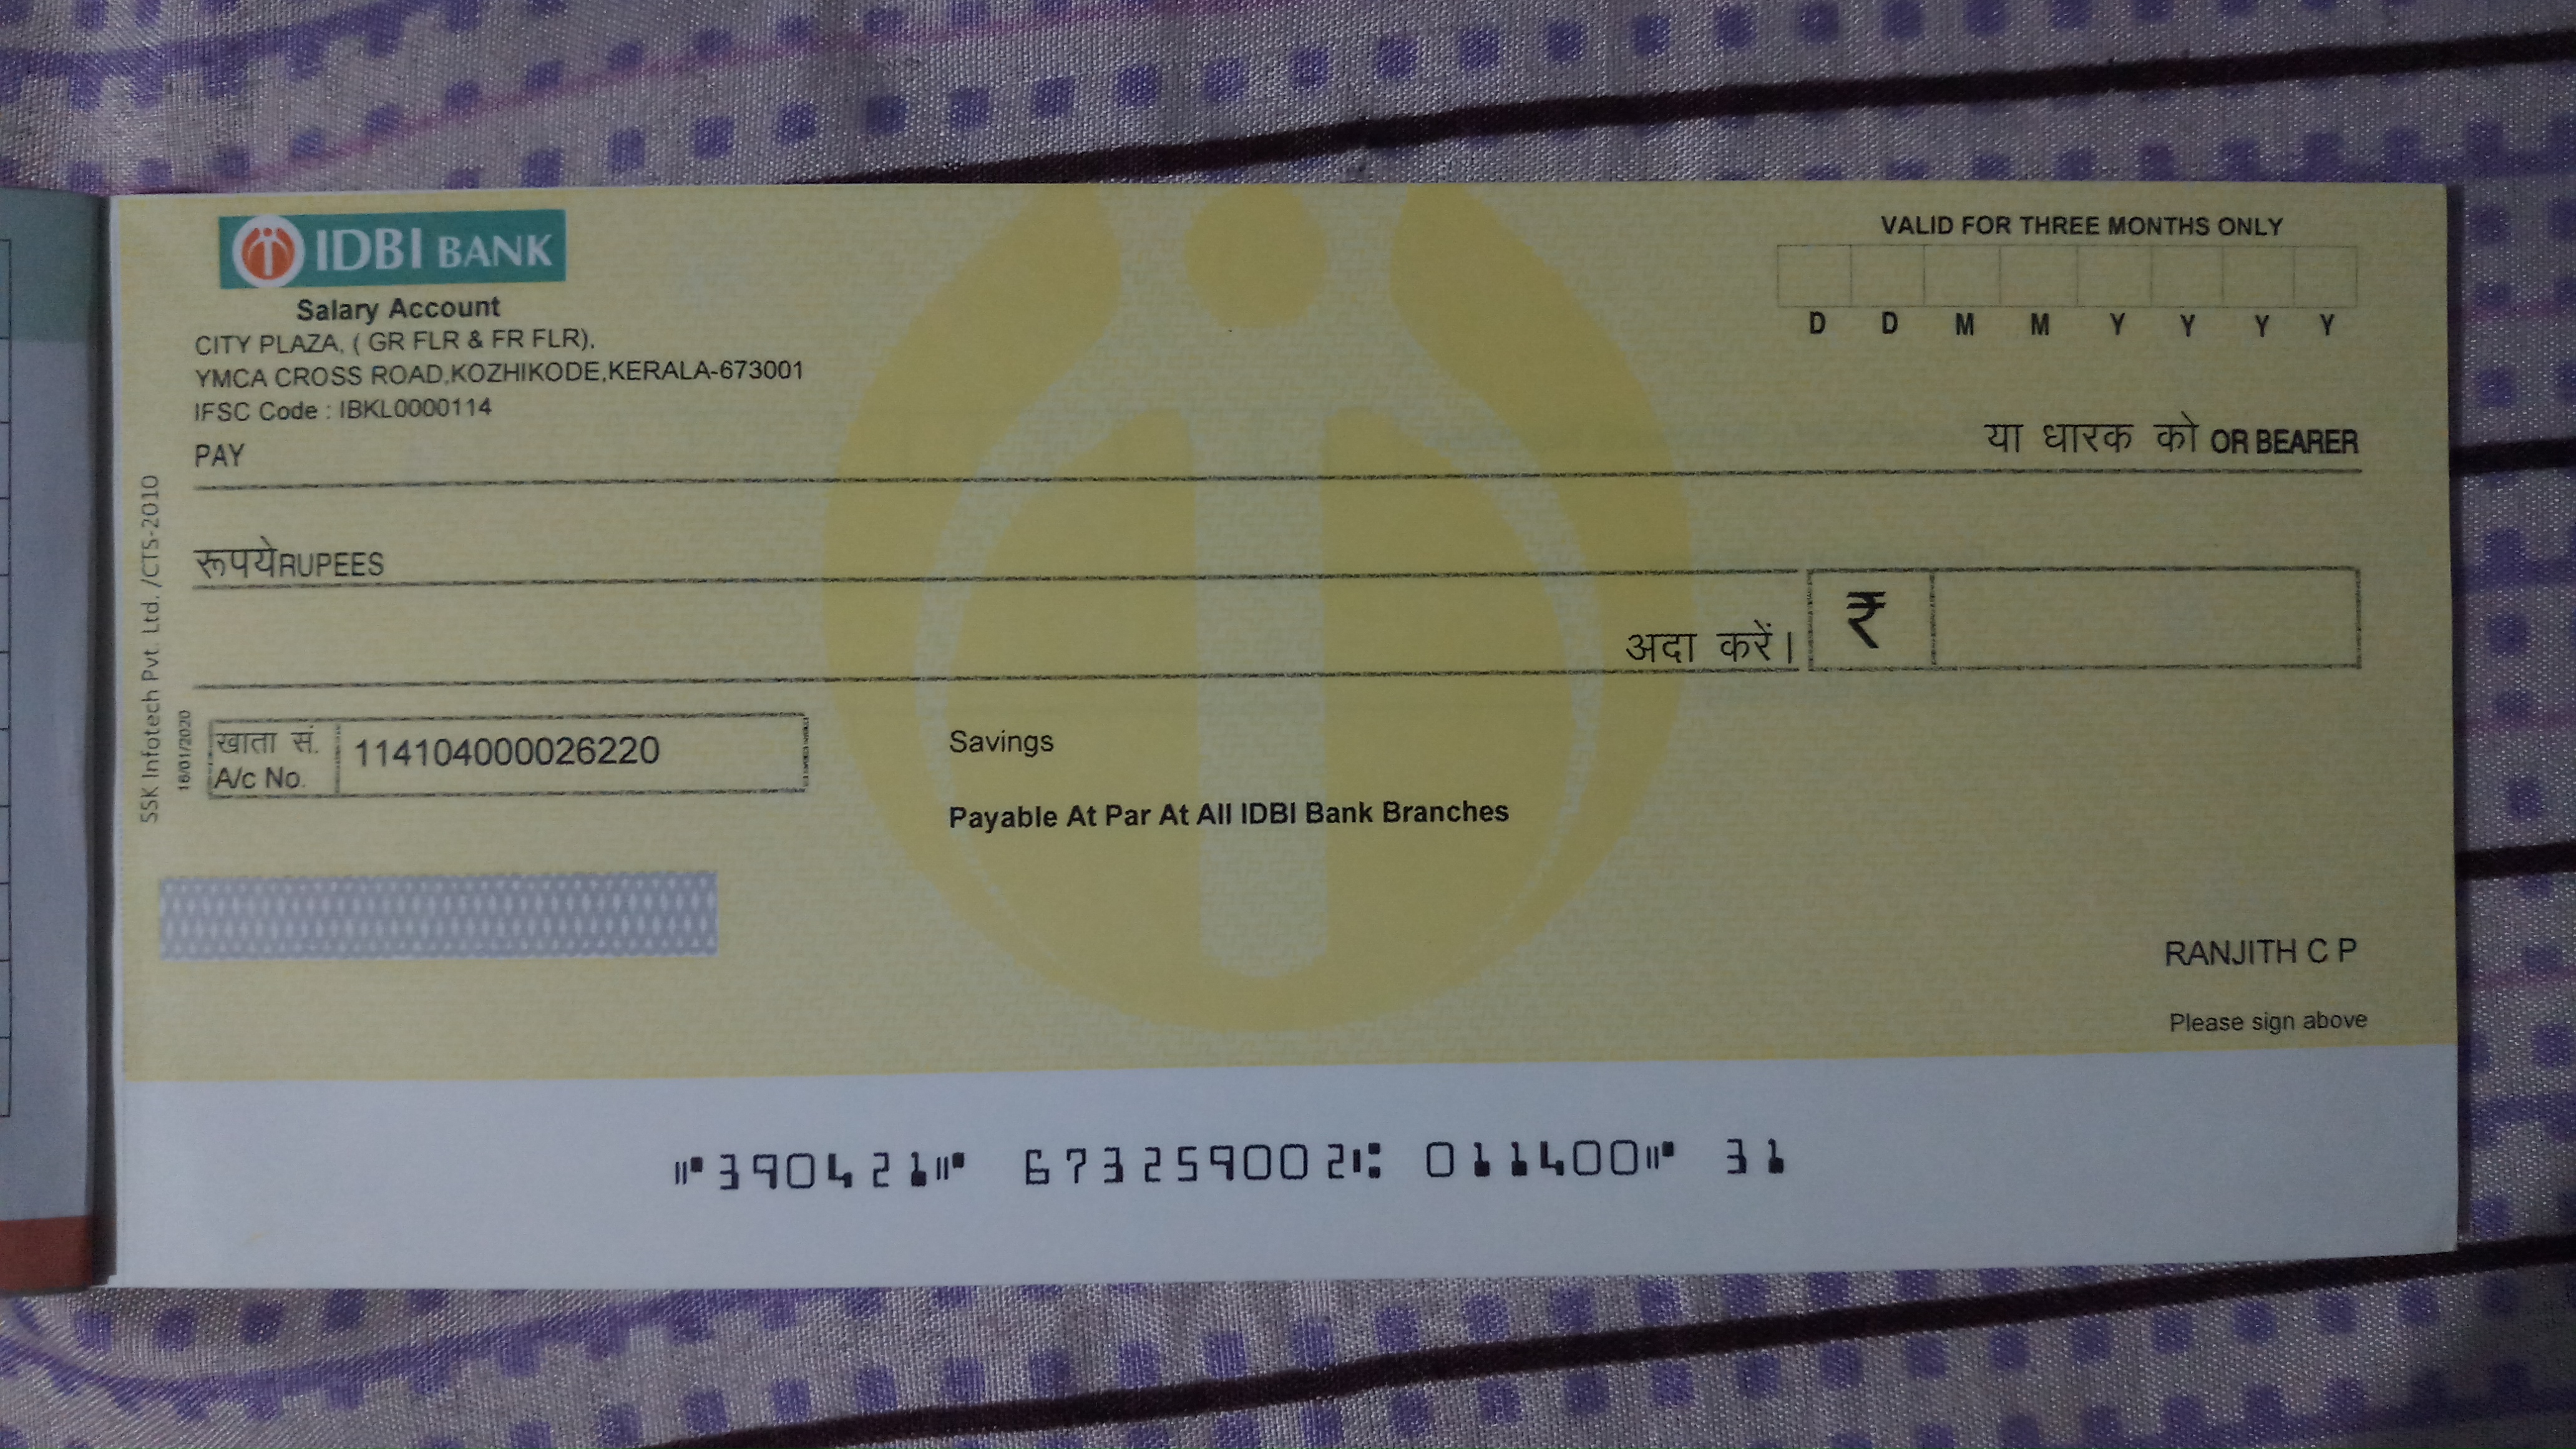 IDBI BANK
VALID FOR THREE MONTHS ONLY
Salary Account
D D M M Y Y Y Y
CITY PLAZA, ( GR FLR & FR FLR),
YMCA CROSS ROAD,KOZHIKODE,KERALA-673001
IFSC Code : IBKL0000114
PAY
या धारक को OR BEARER
रूपये RUPEES
अदा करें।
₹
SSK Infotech Pvt. Ltd. /CTS-2010
16/01/2020
खाता सं.
A/c No.
114104000026220
Savings
Payable At Par At All IDBI Bank Branches
RANJITH C P
Please sign above
⑈390421⑈ 673259002⑆ 011400⑈ 31